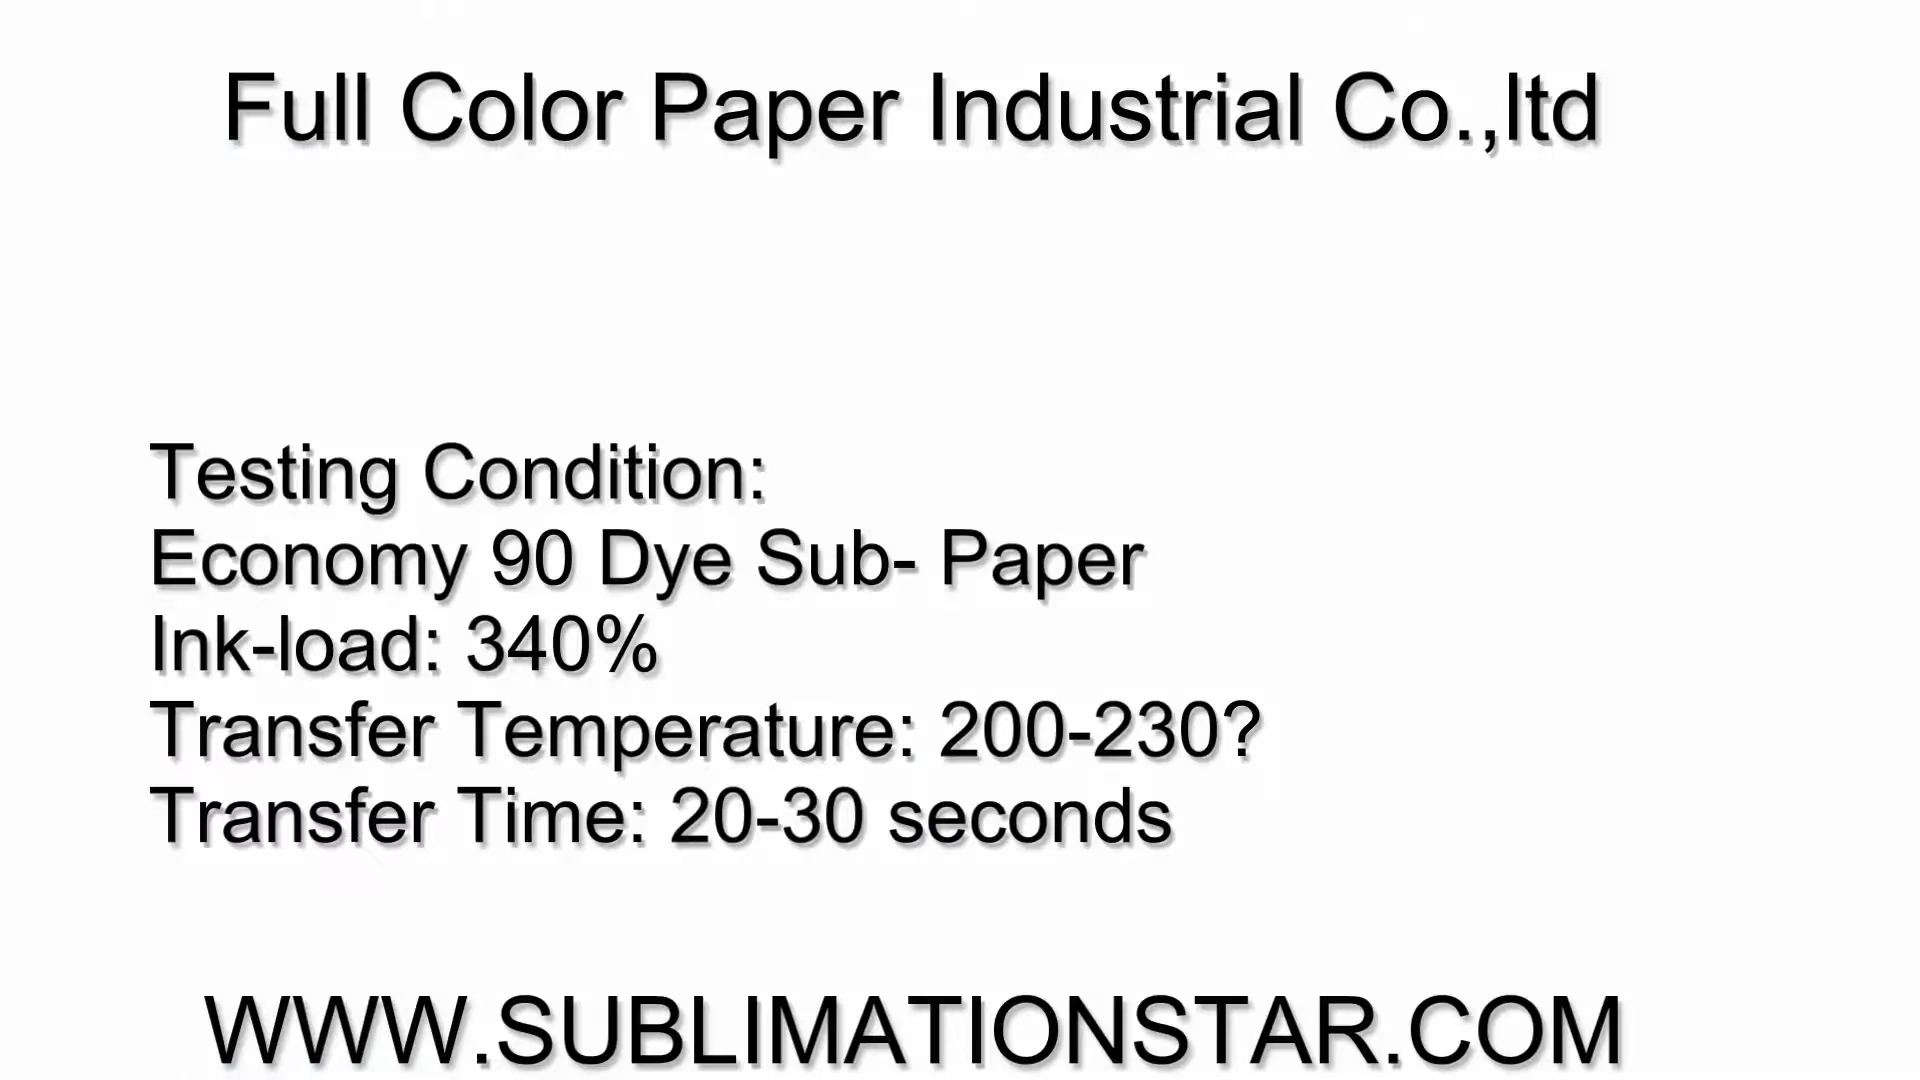 Full Color Paper Industrial Co.,ltd
Testing Condition:
Economy 90 Dye Sub- Paper
Ink-load: 340%
Transfer Temperature: 200-230?
Transfer Time: 20-30 seconds
WWW.SUBLIMATIONSTAR.COM